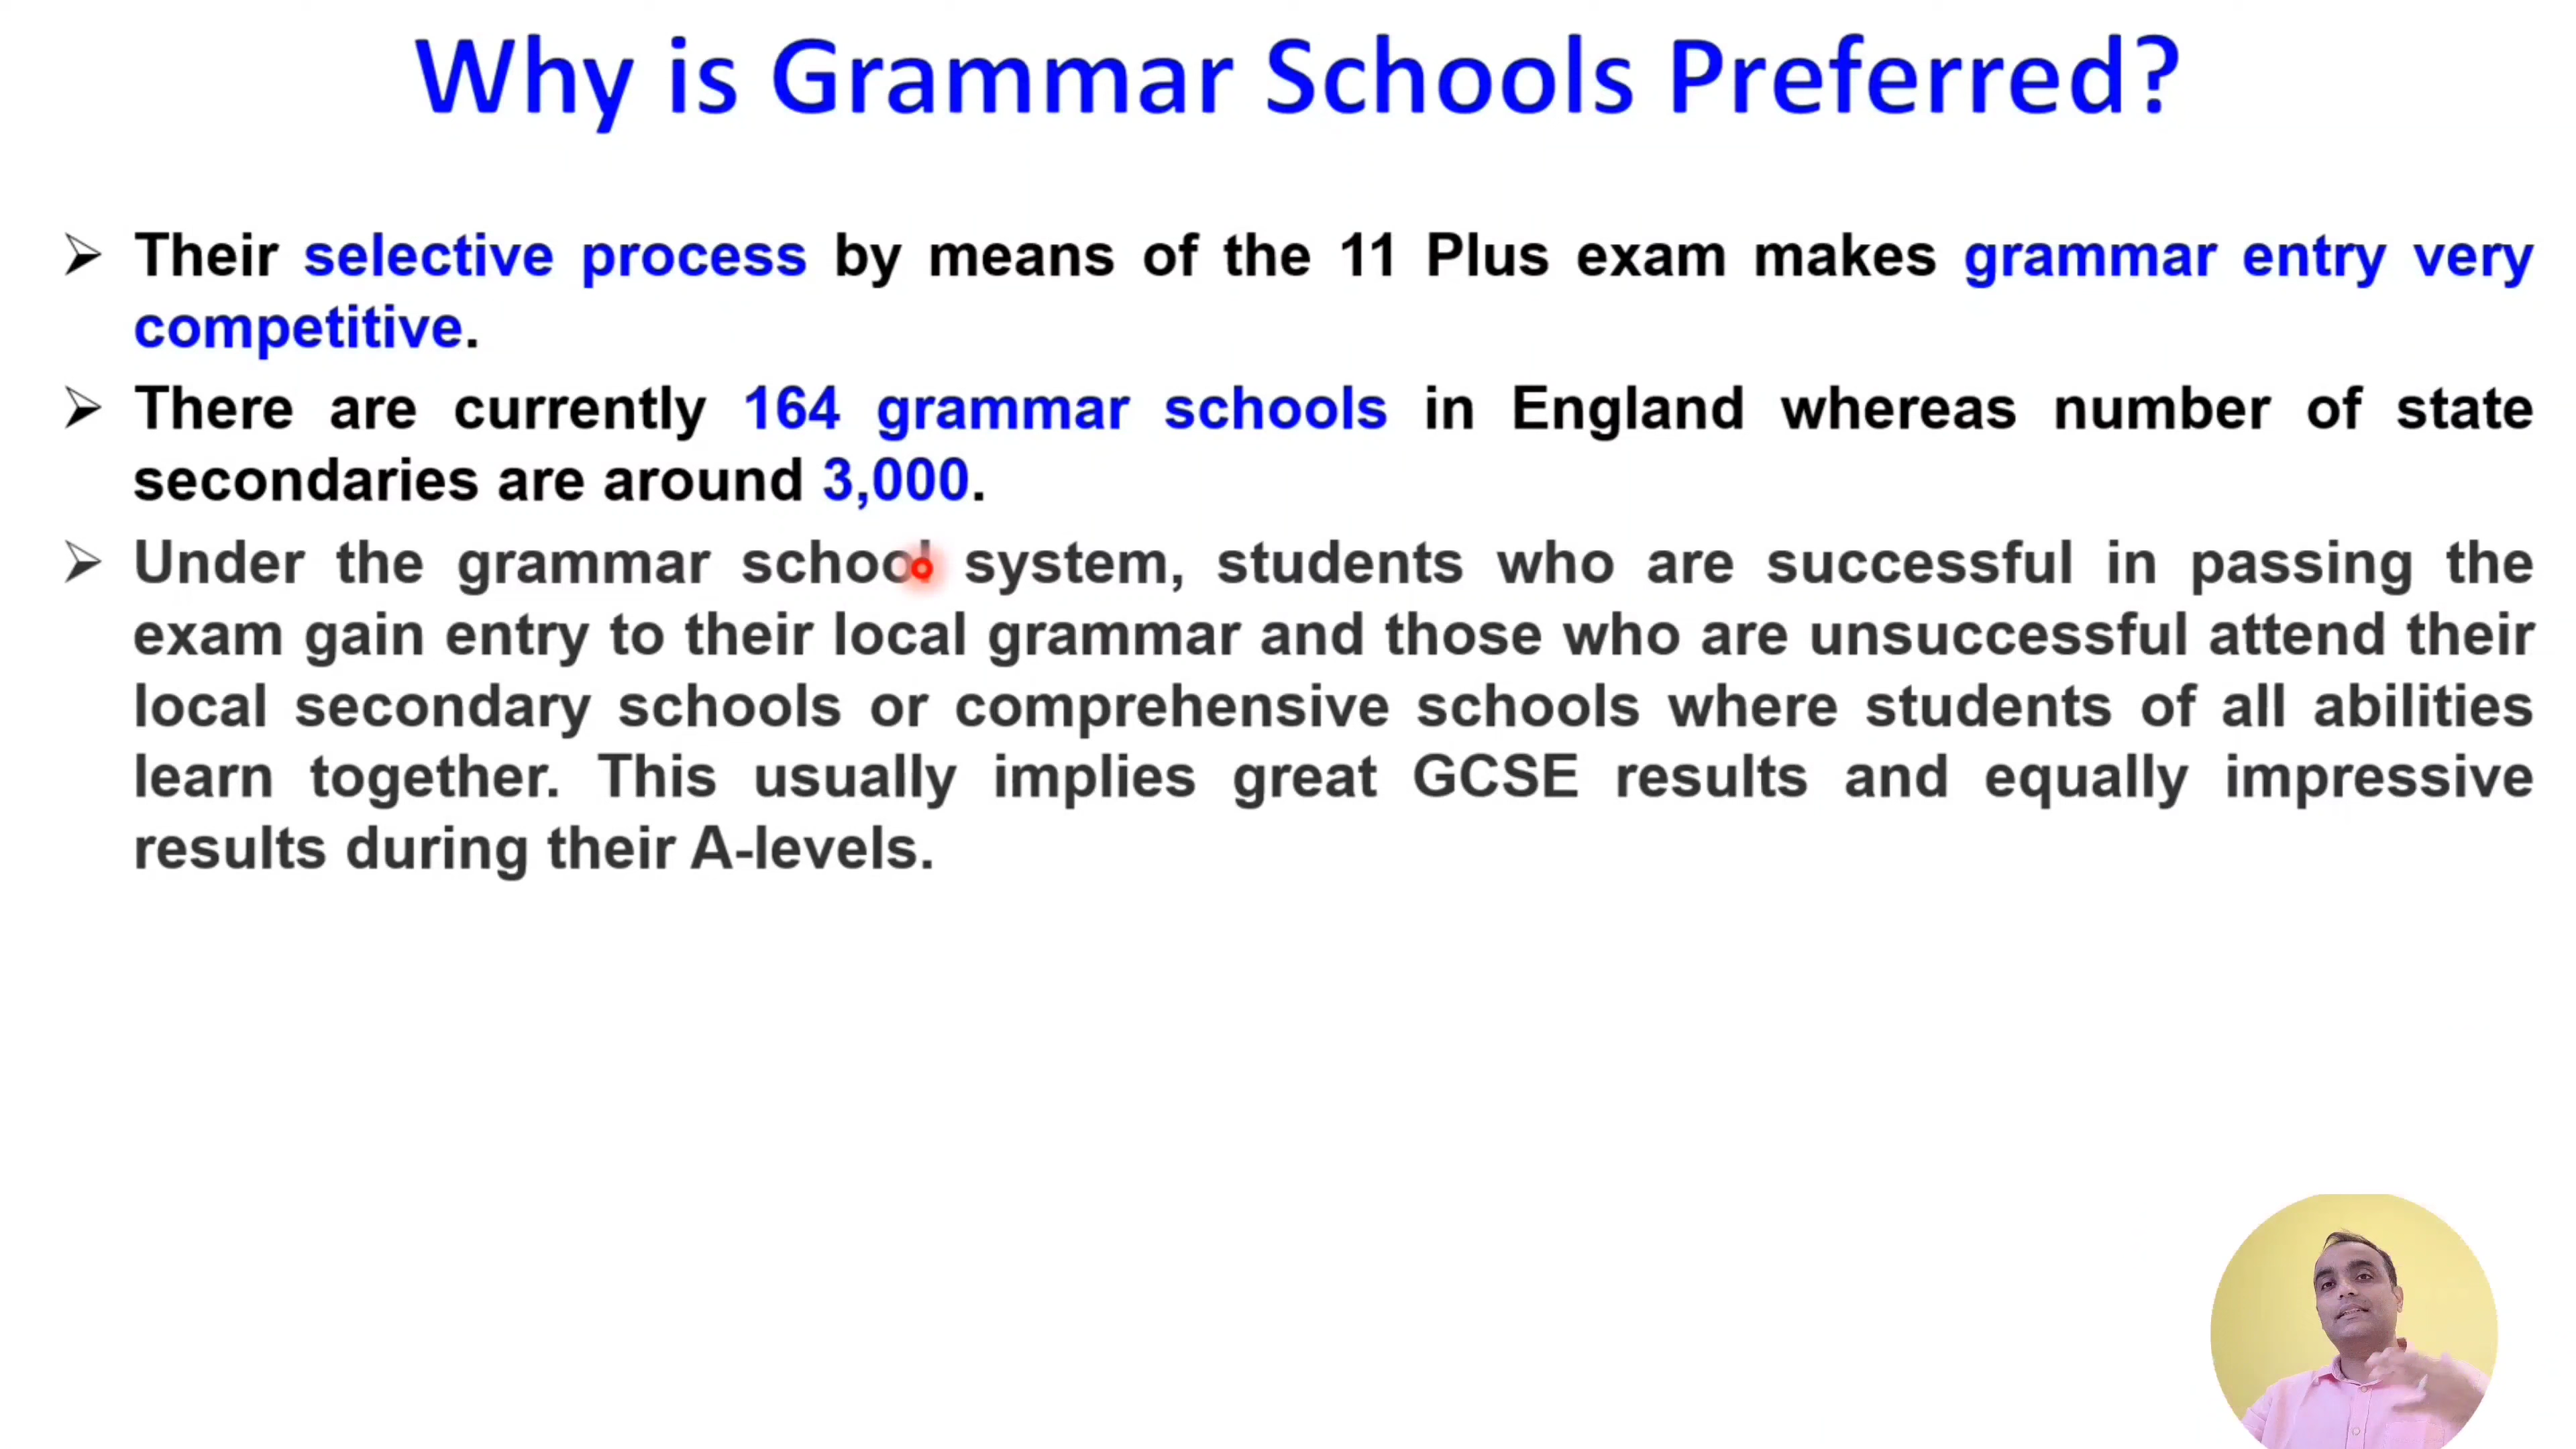 Why is Grammar Schools Preferred?
Their selective process by means of the 11 Plus exam makes grammar entry very
competitive.
There are currently 164 grammar schools in England whereas number of state
secondaries are around 3,000.
Under the grammar school system, students who are successful in passing the
exam gain entry to their local grammar and those who are unsuccessful attend their
local secondary schools or comprehensive schools where students of all abilities
learn together. This usually implies great GCSE results and equally impressive
results during their A-levels.